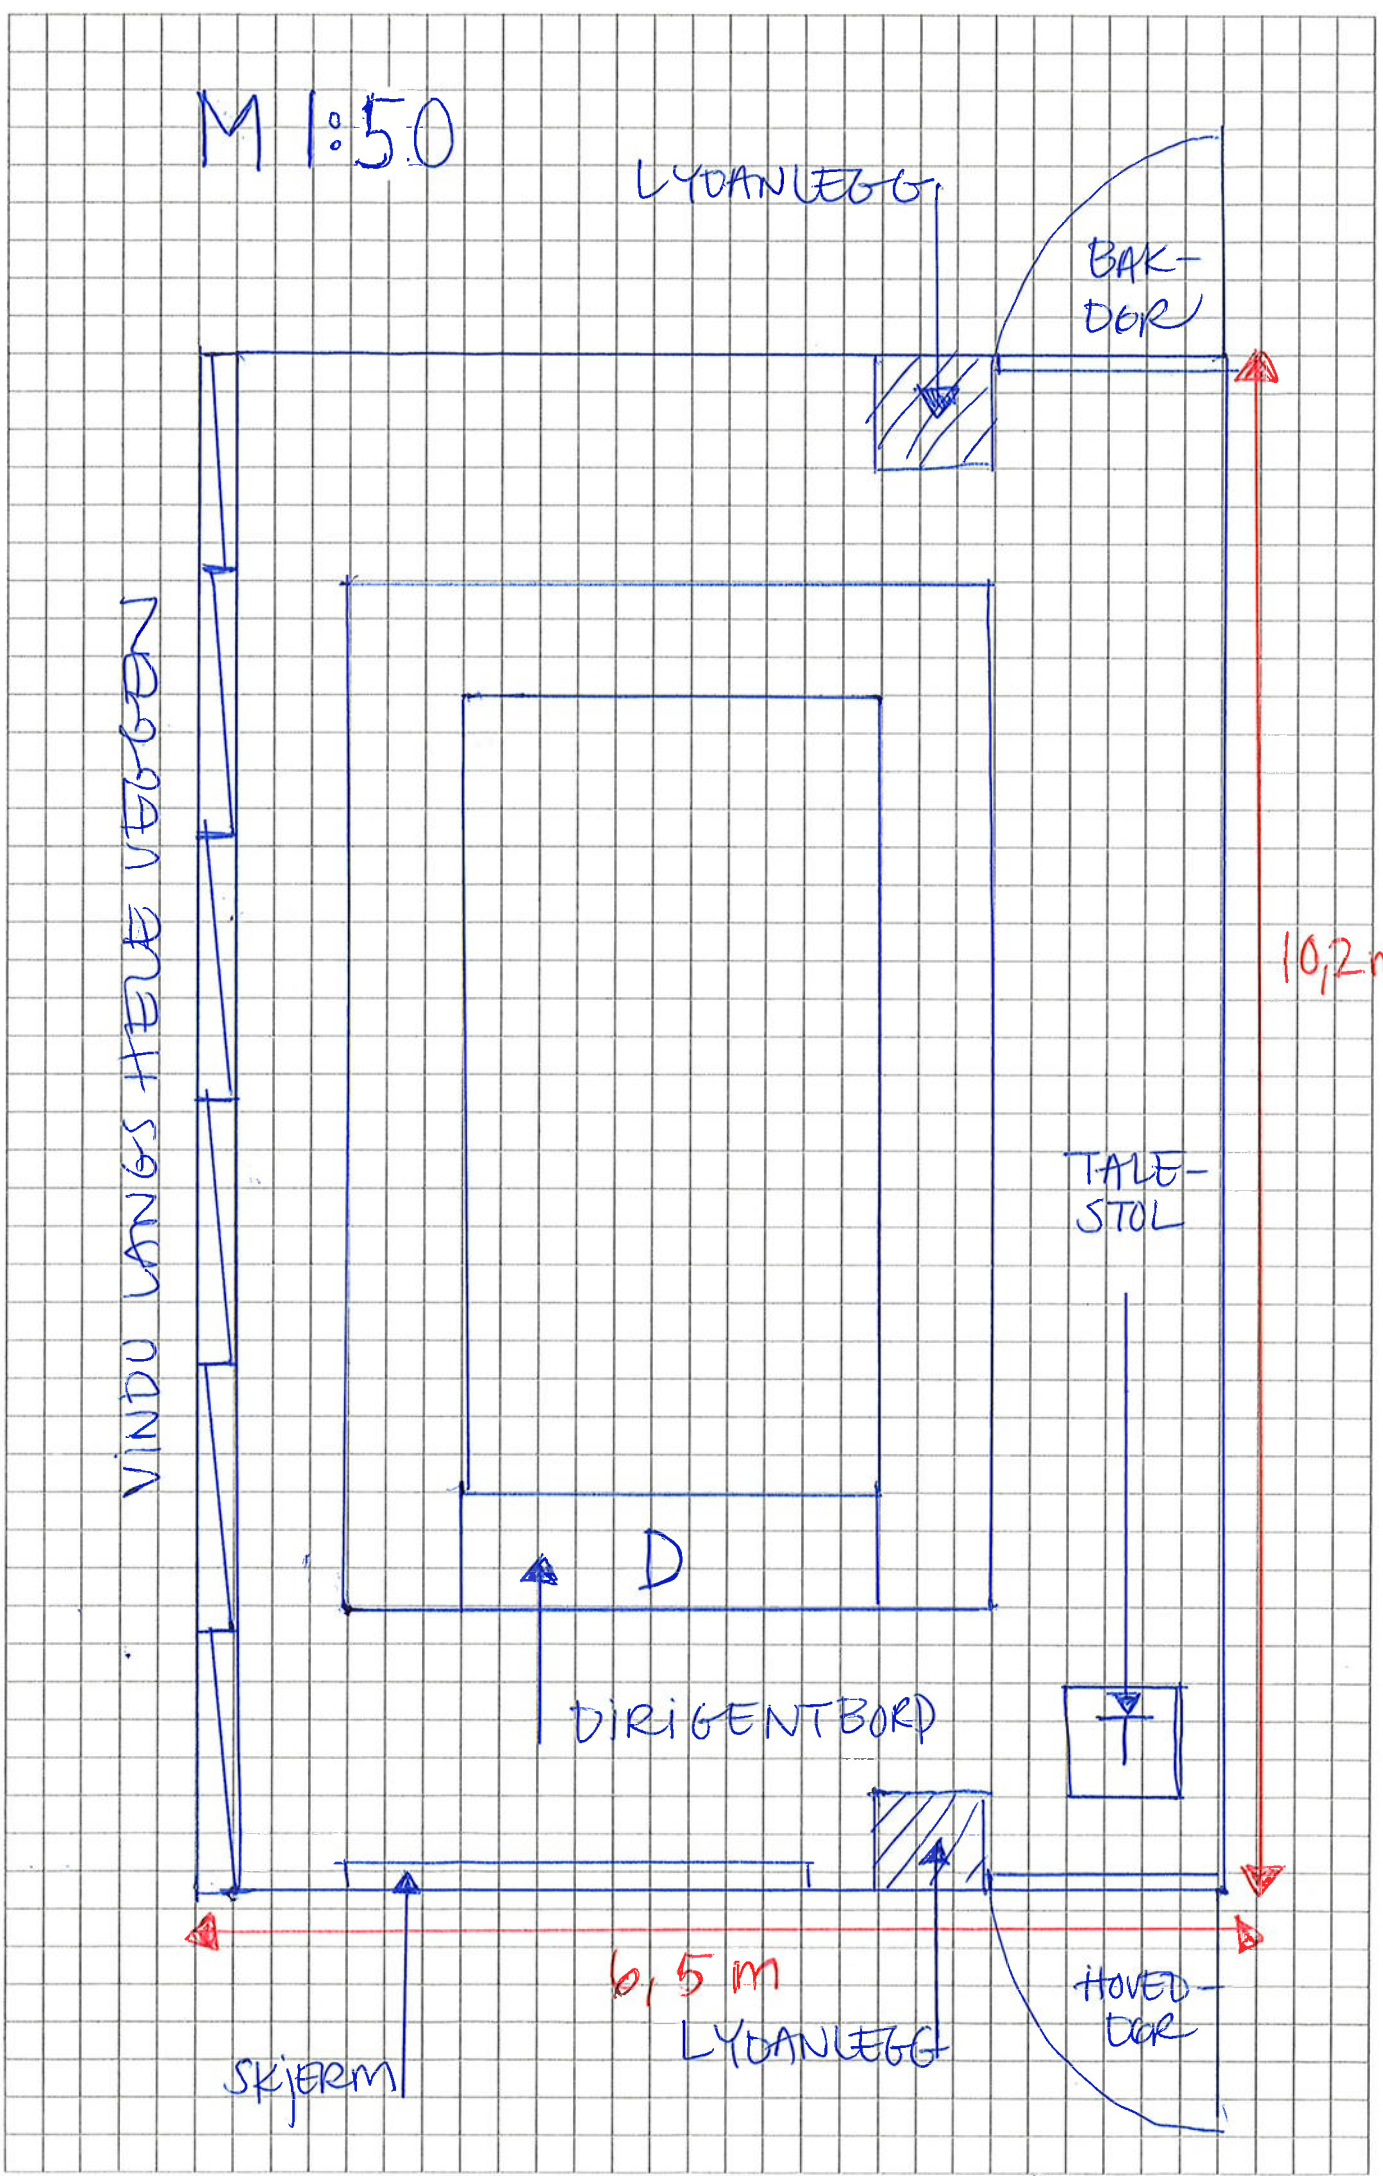 M 1:50
LYDANLEGG
BAK-
DØR
VINDU LANGS HELE VEGGEN
10,2 m
TALE-
STOL
D
DIRIGENTBORD
6,5 m
HOVED-
DØR
LYDANLEGG
SKJERM